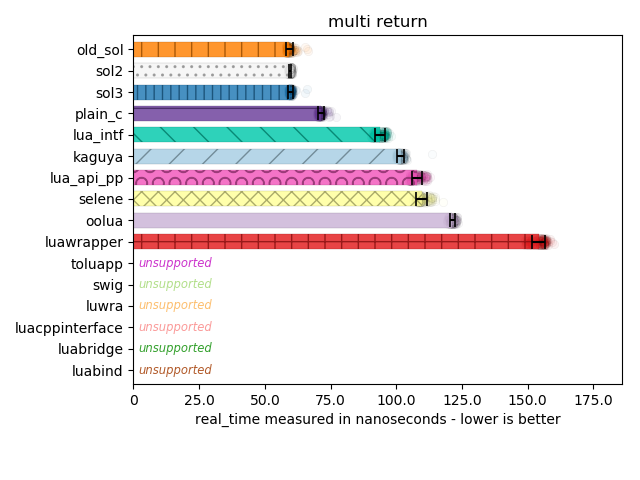 multi return
old_sol
sol2
sol3
plain_c
lua_intf
kaguya
lua_api_pp
selene
oolua
luawrapper
toluapp unsupported
swig unsupported
luwra unsupported
luacppinterface unsupported
luabridge unsupported
luabind unsupported
0 25.0 50.0 75.0 100.0 125.0 150.0 175.0
real_time measured in nanoseconds - lower is better